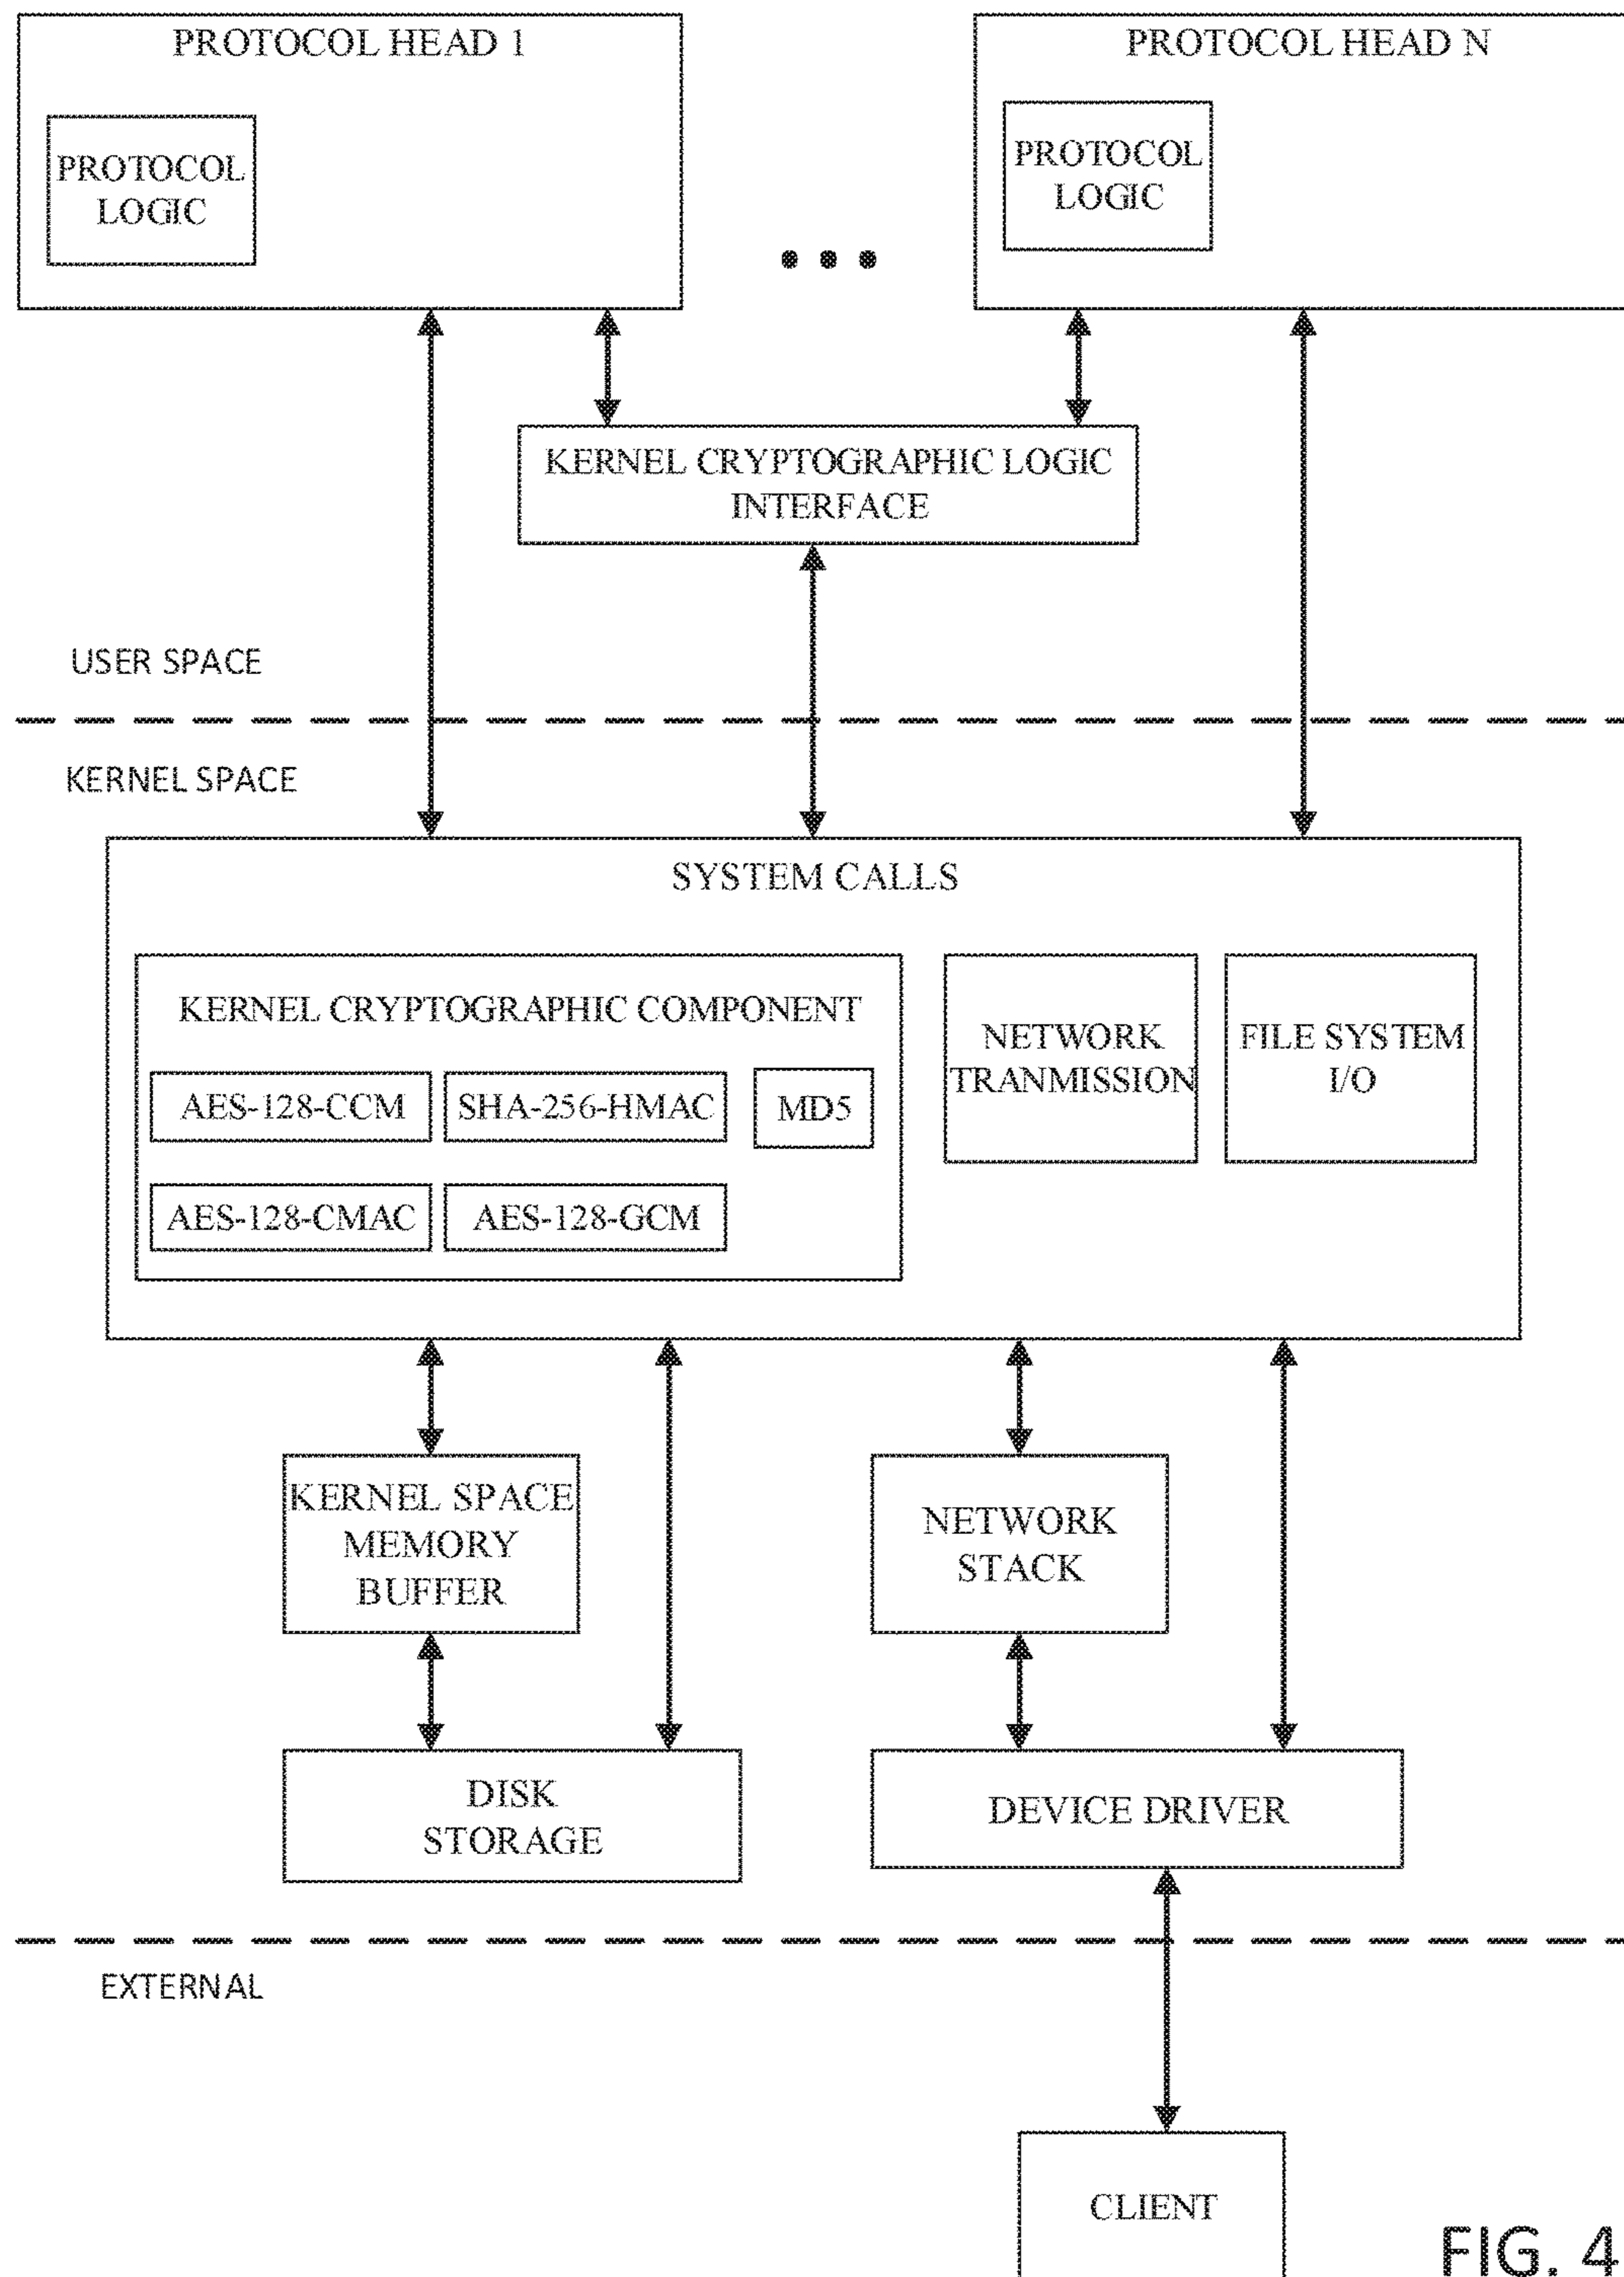 PROTOCOL HEAD 1
PROTOCOL
LOGIC
• • •
PROTOCOL HEAD N
PROTOCOL
LOGIC
KERNEL CRYPTOGRAPHIC LOGIC
INTERFACE
USER SPACE
KERNEL SPACE
SYSTEM CALLS
KERNEL CRYPTOGRAPHIC COMPONENT
AES-128-CCM
SHA-256-HMAC
MD5
AES-128-CMAC
AES-128-GCM
NETWORK
TRANMISSION
FILE SYSTEM
I/O
KERNEL SPACE
MEMORY
BUFFER
NETWORK
STACK
DISK
STORAGE
DEVICE DRIVER
EXTERNAL
CLIENT
FIG. 4